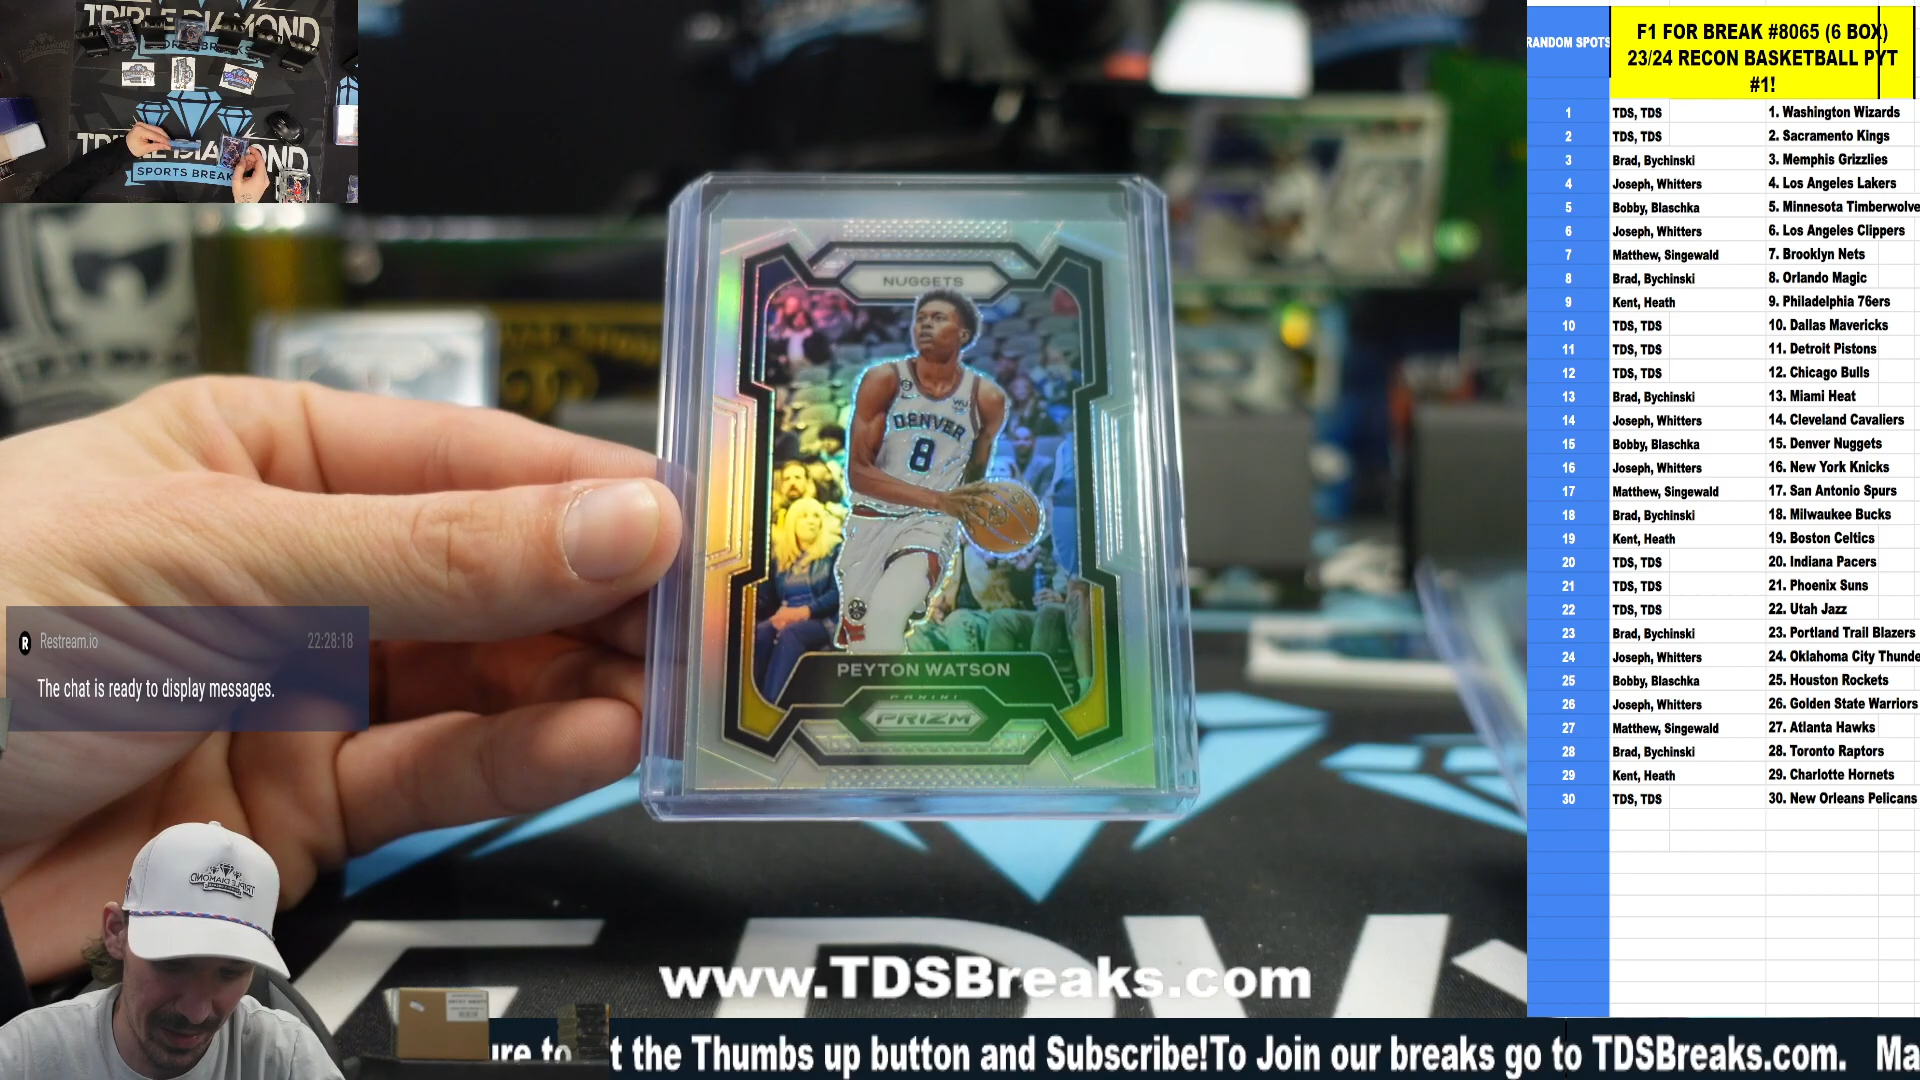 TRIPLE DIAMOND
SPORTS BREAKS
TRIPLE DIAMOND
SPORTS BREAK
NUGGETS
DENVER
8
PEYTON WATSON
PANINI
PRIZM
Restream.io 22:28:18
The chat is ready to display messages.
www.TDSBreaks.com
ure to t the Thumbs up button and Subscribe!To Join our breaks go to TDSBreaks.com. Ma
RANDOM SPOTS
F1 FOR BREAK #8065 (6 BOX)
23/24 RECON BASKETBALL PYT
#1!
1 TDS, TDS 1. Washington Wizards
2 TDS, TDS 2. Sacramento Kings
3 Brad, Bychinski 3. Memphis Grizzlies
4 Joseph, Whitters 4. Los Angeles Lakers
5 Bobby, Blaschka 5. Minnesota Timberwolve
6 Joseph, Whitters 6. Los Angeles Clippers
7 Matthew, Singewald 7. Brooklyn Nets
8 Brad, Bychinski 8. Orlando Magic
9 Kent, Heath 9. Philadelphia 76ers
10 TDS, TDS 10. Dallas Mavericks
11 TDS, TDS 11. Detroit Pistons
12 TDS, TDS 12. Chicago Bulls
13 Brad, Bychinski 13. Miami Heat
14 Joseph, Whitters 14. Cleveland Cavaliers
15 Bobby, Blaschka 15. Denver Nuggets
16 Joseph, Whitters 16. New York Knicks
17 Matthew, Singewald 17. San Antonio Spurs
18 Brad, Bychinski 18. Milwaukee Bucks
19 Kent, Heath 19. Boston Celtics
20 TDS, TDS 20. Indiana Pacers
21 TDS, TDS 21. Phoenix Suns
22 TDS, TDS 22. Utah Jazz
23 Brad, Bychinski 23. Portland Trail Blazers
24 Joseph, Whitters 24. Oklahoma City Thunde
25 Bobby, Blaschka 25. Houston Rockets
26 Joseph, Whitters 26. Golden State Warriors
27 Matthew, Singewald 27. Atlanta Hawks
28 Brad, Bychinski 28. Toronto Raptors
29 Kent, Heath 29. Charlotte Hornets
30 TDS, TDS 30. New Orleans Pelicans